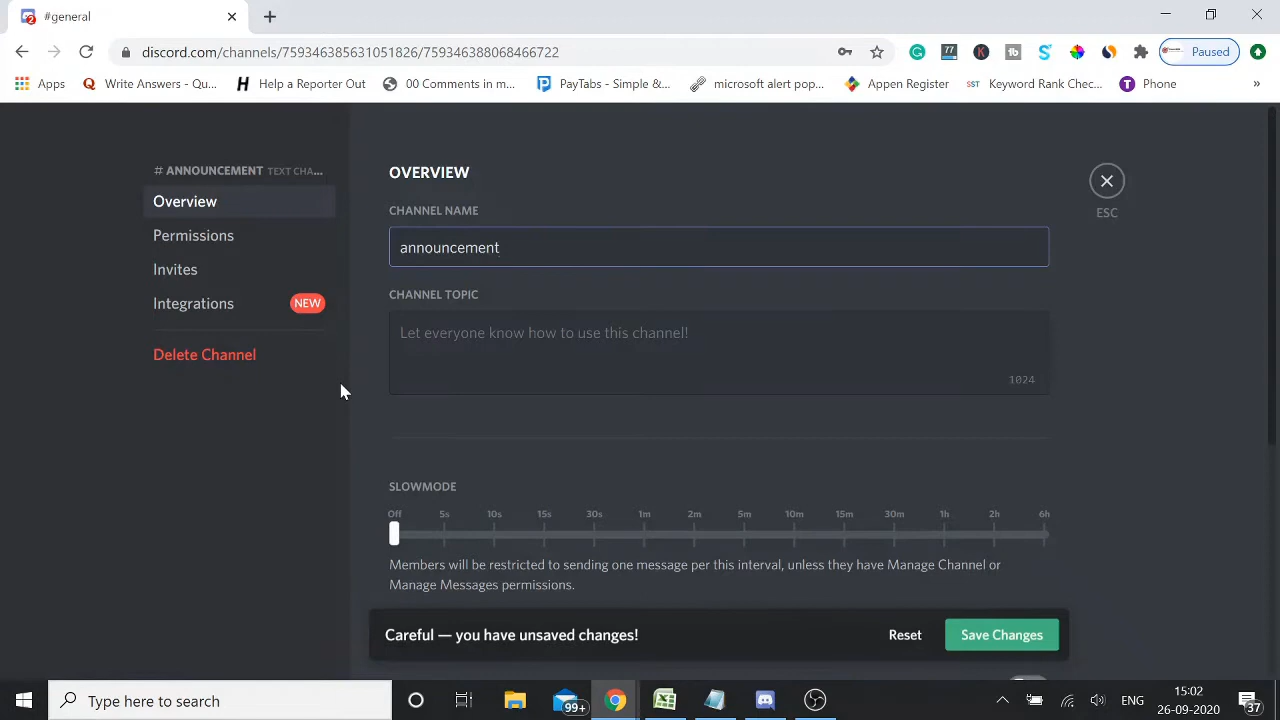 #general
discord.com/channels/759346385631051826/759346388068466722
Paused
Apps
Write Answers - Qu...
Help a Reporter Out
00 Comments in m...
PayTabs - Simple &...
microsoft alert pop...
Appen Register
SST
Keyword Rank Chec...
Phone
»
# ANNOUNCEMENT TEXT CHA...
Overview
Permissions
Invites
Integrations NEW
Delete Channel
OVERVIEW
CHANNEL NAME
announcement
CHANNEL TOPIC
Let everyone know how to use this channel!
1024
ESC
SLOWMODE
Off 5s 10s 15s 30s 1m 2m 5m 10m 15m 30m 1h 2h 6h
Members will be restricted to sending one message per this interval, unless they have Manage Channel or
Manage Messages permissions.
Careful — you have unsaved changes!
Reset
Save Changes
Type here to search
99+
ENG
15:02
26-09-2020
37